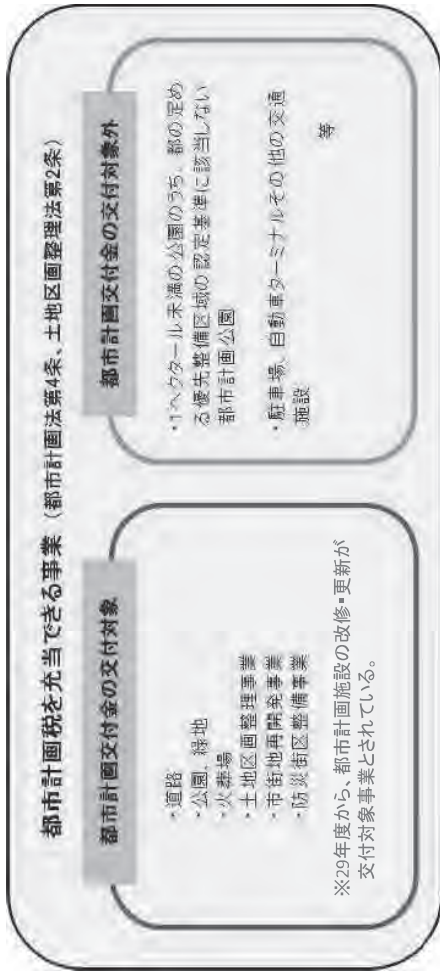 都市計画税を充当できる事業（都市計画法第4条、土地区画整理法第2条）
都市計画交付金の交付対象
・道路
・公園、緑地
・火葬場
・土地区画整理事業
・市街地再開発事業
・防災街区整備事業
※29年度から、都市計画施設の改修・更新が
交付対象事業とされている。
都市計画交付金の交付対象外
・1ヘクタール未満の公園のうち、都の定め
る優先整備区域の認定基準に該当しない
都市計画公園
・駐車場、自動車ターミナルその他の交通
施設
等